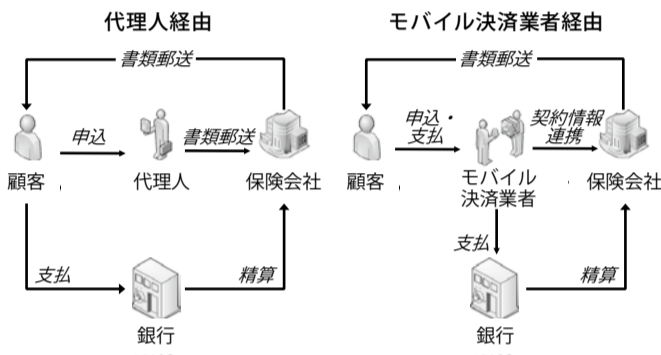 代理人経由
書類郵送
申込
書類郵送
顧客
代理人
保険会社
支払
精算
銀行
モバイル決済業者経由
書類郵送
申込・
支払
契約情報
連携
顧客
モバイル
決済業者
保険会社
支払
精算
銀行